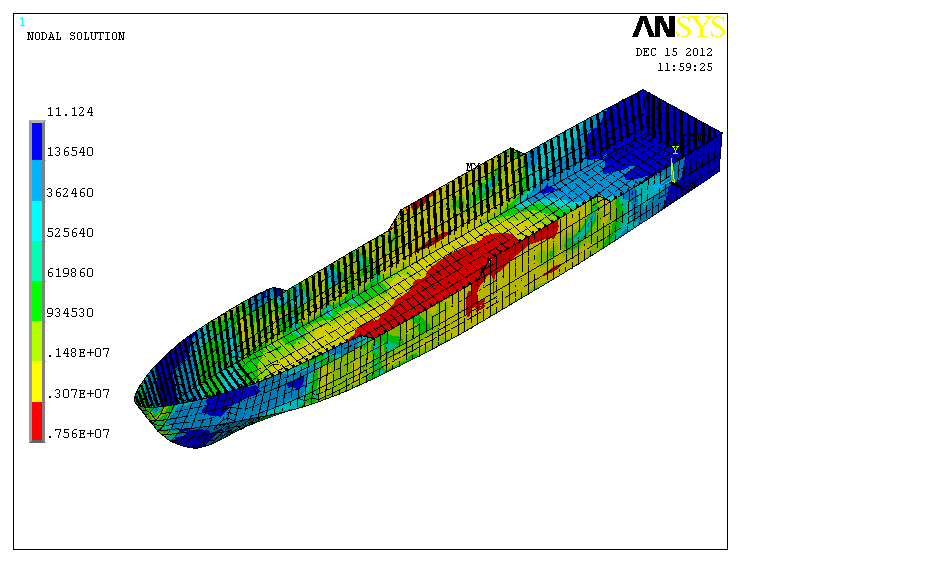 1
NODAL SOLUTION
ANSYS
DEC 15 2012
11:59:25
11.124
136540
362460
525640
619860
934530
.148E+07
.307E+07
.756E+07
Y